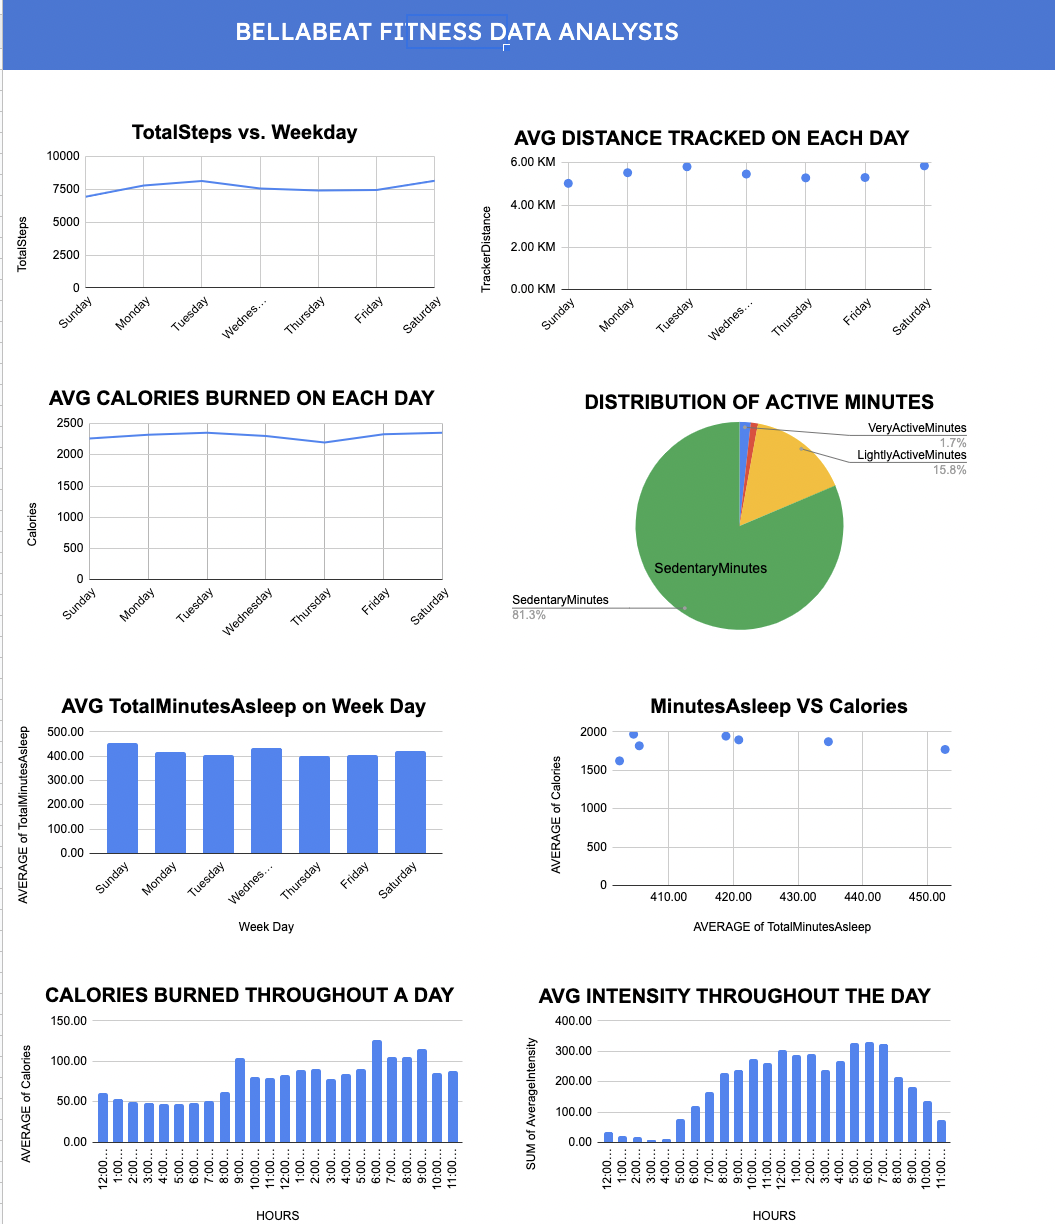 BELLABEAT FITNESS DATA ANALYSIS
TotalSteps vs. Weekday
TotalSteps
10000
7500
5000
2500
0
Sunday
Monday
Tuesday
Wednes…
Thursday
Friday
Saturday
AVG DISTANCE TRACKED ON EACH DAY
TrackerDistance
6.00 KM
4.00 KM
2.00 KM
0.00 KM
Sunday
Monday
Tuesday
Wednes…
Thursday
Friday
Saturday
AVG CALORIES BURNED ON EACH DAY
Calories
2500
2000
1500
1000
500
0
Sunday
Monday
Tuesday
Wednesday
Thursday
Friday
Saturday
DISTRIBUTION OF ACTIVE MINUTES
VeryActiveMinutes
1.7%
LightlyActiveMinutes
15.8%
SedentaryMinutes
SedentaryMinutes
81.3%
AVG TotalMinutesAsleep on Week Day
AVERAGE of TotalMinutesAsleep
500.00
400.00
300.00
200.00
100.00
0.00
Sunday
Monday
Tuesday
Wednes…
Thursday
Friday
Saturday
Week Day
MinutesAsleep VS Calories
AVERAGE of Calories
2000
1500
1000
500
0
410.00
420.00
430.00
440.00
450.00
AVERAGE of TotalMinutesAsleep
CALORIES BURNED THROUGHOUT A DAY
AVERAGE of Calories
150.00
100.00
50.00
0.00
12:00…
1:00…
2:00…
3:00…
4:00…
5:00…
6:00…
7:00…
8:00…
9:00…
10:00…
11:00…
12:00…
1:00…
2:00…
3:00…
4:00…
5:00…
6:00…
7:00…
8:00…
9:00…
10:00…
11:00…
HOURS
AVG INTENSITY THROUGHOUT THE DAY
SUM of AverageIntensity
400.00
300.00
200.00
100.00
0.00
12:00…
1:00…
2:00…
3:00…
4:00…
5:00…
6:00…
7:00…
8:00…
9:00…
10:00…
11:00…
12:00…
1:00…
2:00…
3:00…
4:00…
5:00…
6:00…
7:00…
8:00…
9:00…
10:00…
11:00…
HOURS